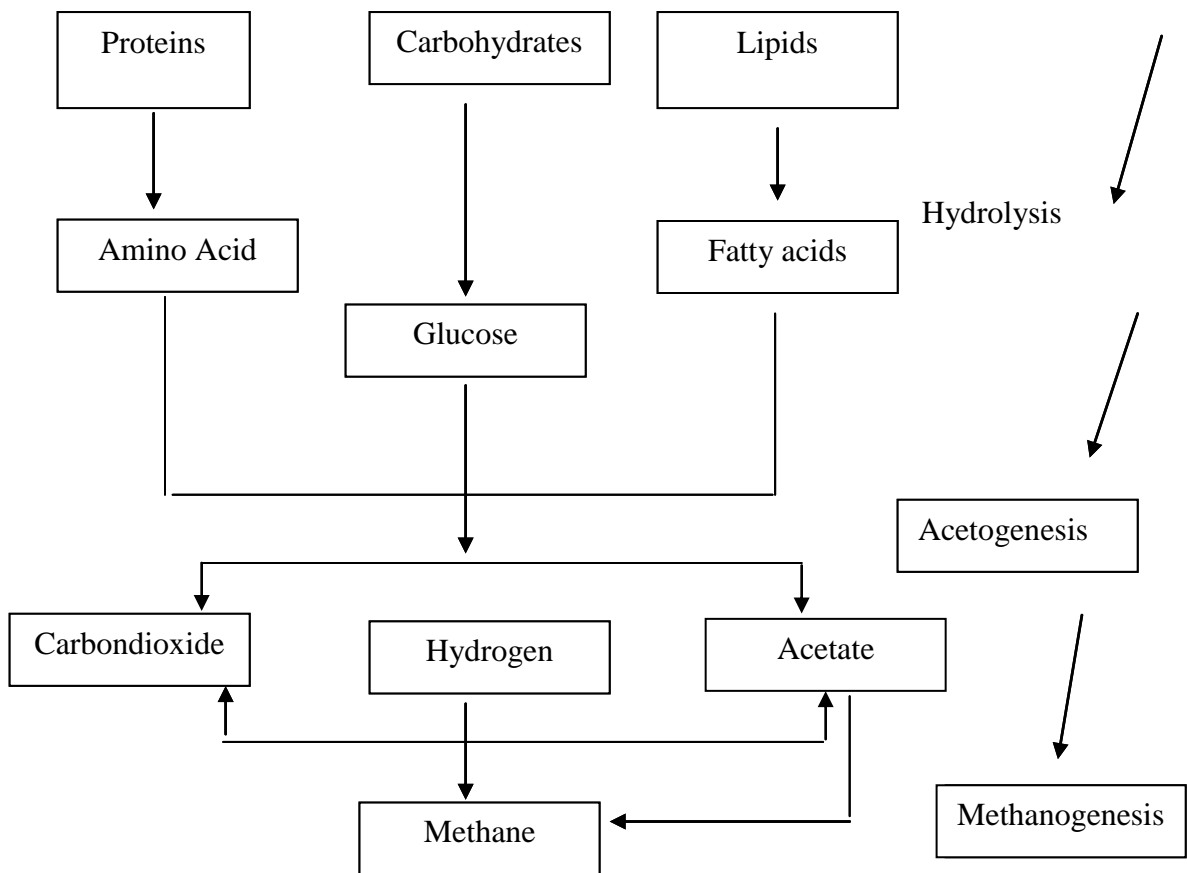 Proteins
Carbohydrates
Lipids
Hydrolysis
Amino Acid
Fatty acids
Glucose
Acetogenesis
Carbondioxide
Hydrogen
Acetate
Methane
Methanogenesis